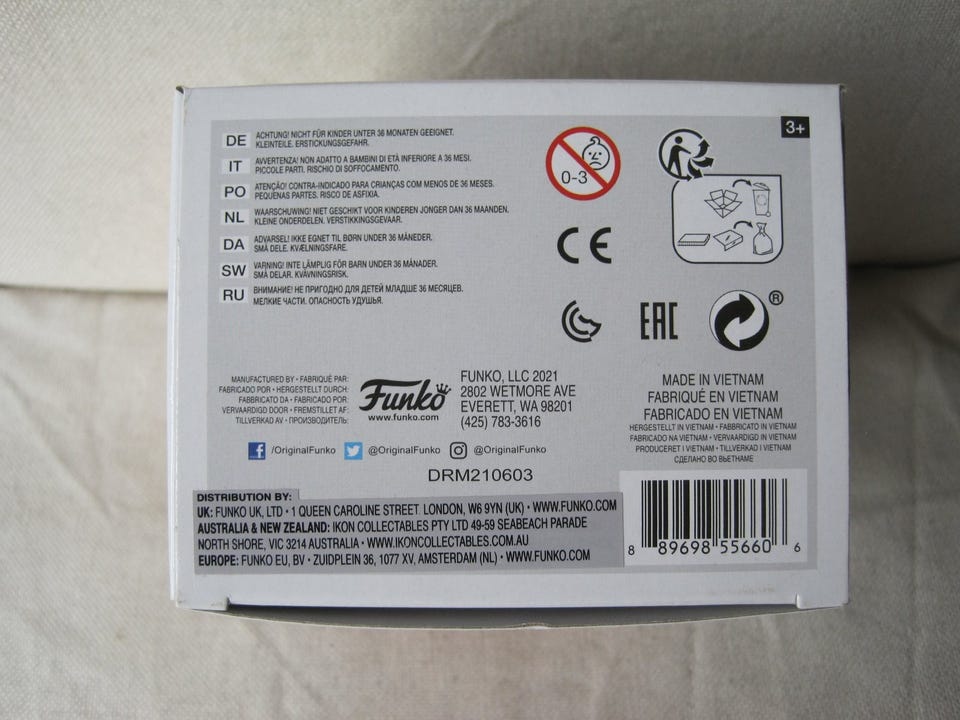 3+
DE
ACHTUNG! NICHT FÜR KINDER UNTER 36 MONATEN GEEIGNET.
KLEINTEILE. ERSTICKUNGSGEFAHR.
IT
AVVERTENZA! NON ADATTO A BAMBINI DI ETÀ INFERIORE A 36 MESI.
PICCOLE PARTI. RISCHIO DI SOFFOCAMENTO.
PO
ATENÇÃO! CONTRA-INDICADO PARA CRIANÇAS COM MENOS DE 36 MESES.
PEQUENAS PARTES. RISCO DE ASFIXIA.
NL
WAARSCHUWING! NIET GESCHIKT VOOR KINDEREN JONGER DAN 36 MAANDEN.
KLEINE ONDERDELEN. VERSTIKKINGSGEVAAR.
DA
ADVARSEL! IKKE EGNET TIL BØRN UNDER 36 MÅNEDER.
SMÅ DELE. KVÆLNINGSFARE.
SW
VARNING! INTE LÄMPLIG FÖR BARN UNDER 36 MÅNADER.
SMÅ DELAR. KVÄVNINGSRISK.
RU
ВНИМАНИЕ! НЕ ПРИГОДНО ДЛЯ ДЕТЕЙ МЛАДШЕ 36 МЕСЯЦЕВ.
МЕЛКИЕ ЧАСТИ. ОПАСНОСТЬ УДУШЬЯ.
0-3
CE
EAC
®
MANUFACTURED BY • FABRIQUÉ PAR:
FABRICADO POR • HERGESTELLT DURCH:
FABBRICATO DA • FABRICADO POR:
VERVAARDIGD DOOR • FREMSTILLET AF:
TILLVERKAD AV • ПРОИЗВОДИТЕЛЬ:
Funko
www.funko.com
FUNKO, LLC 2021
2802 WETMORE AVE
EVERETT, WA 98201
(425) 783-3616
/OriginalFunko
@OriginalFunko
@OriginalFunko
DRM210603
MADE IN VIETNAM
FABRIQUÉ EN VIETNAM
FABRICADO EN VIETNAM
HERGESTELLT IN VIETNAM • FABBRICATO IN VIETNAM
FABRICADO NA VIETNAM • VERVAARDIGD IN VIETNAM
PRODUCERET I VIETNAM • TILLVERKAD I VIETNAM
СДЕЛАНО ВО ВЬЕТНАМЕ
DISTRIBUTION BY:
UK: FUNKO UK, LTD • 1 QUEEN CAROLINE STREET LONDON, W6 9YN (UK) • WWW.FUNKO.COM
AUSTRALIA & NEW ZEALAND: IKON COLLECTABLES PTY LTD 49-59 SEABEACH PARADE
NORTH SHORE, VIC 3214 AUSTRALIA • WWW.IKONCOLLECTABLES.COM.AU
EUROPE: FUNKO EU, BV • ZUIDPLEIN 36, 1077 XV, AMSTERDAM (NL) • WWW.FUNKO.COM
8 89698 55660 6